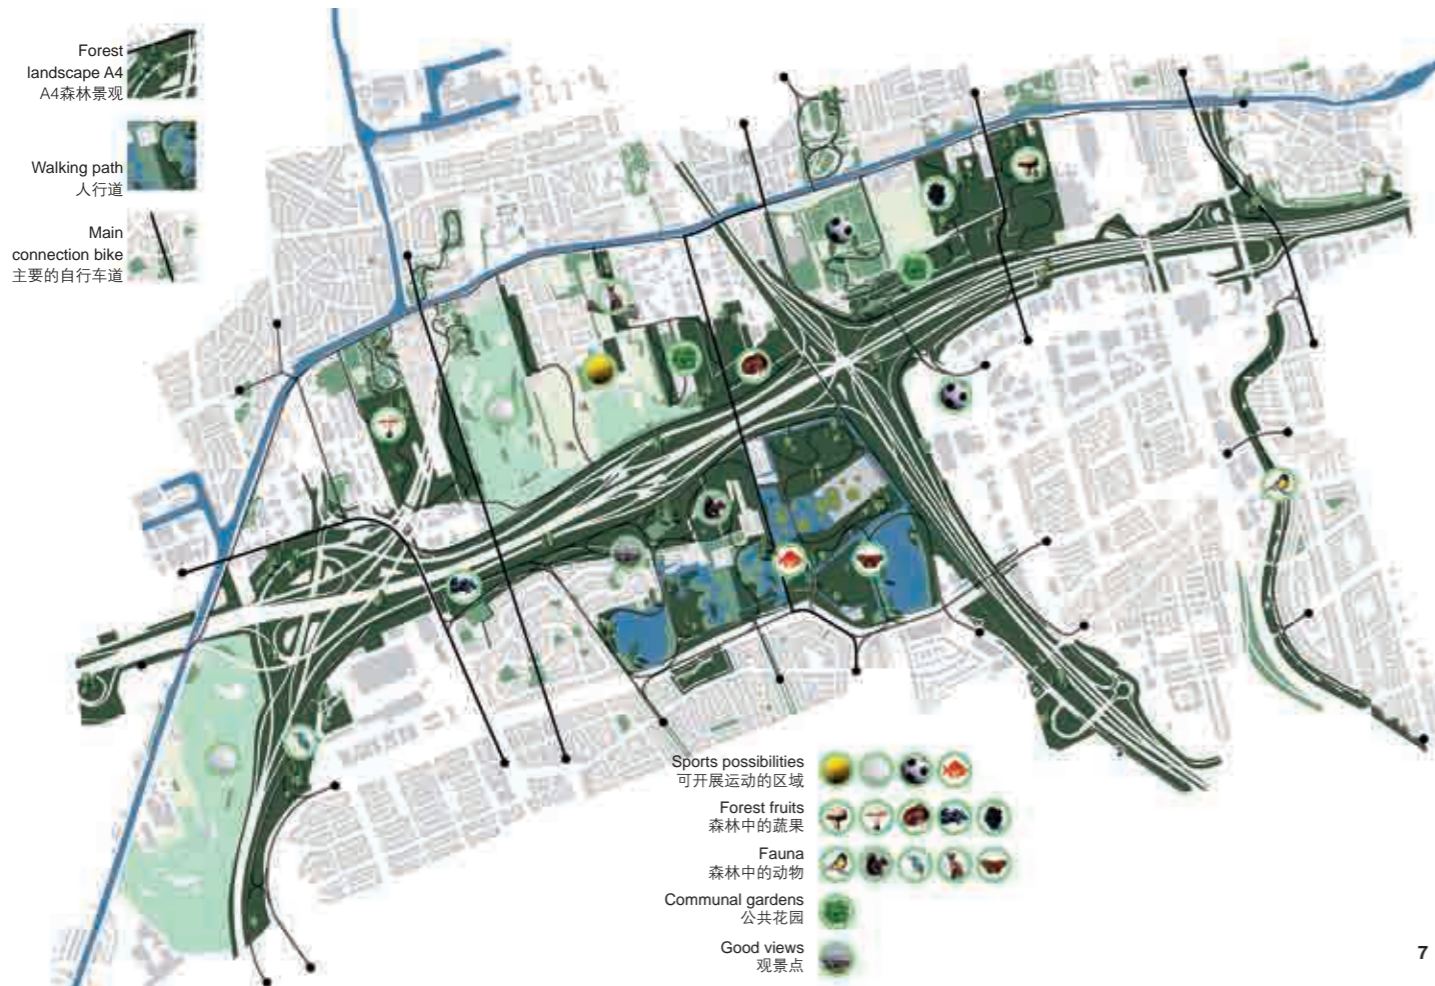 Forest
landscape A4
A4森林景观
Walking path
人行道
Main
connection bike
主要的自行车道
Sports possibilities
可开展运动的区域
Forest fruits
森林中的蔬果
Fauna
森林中的动物
Communal gardens
公共花园
Good views
观景点
7